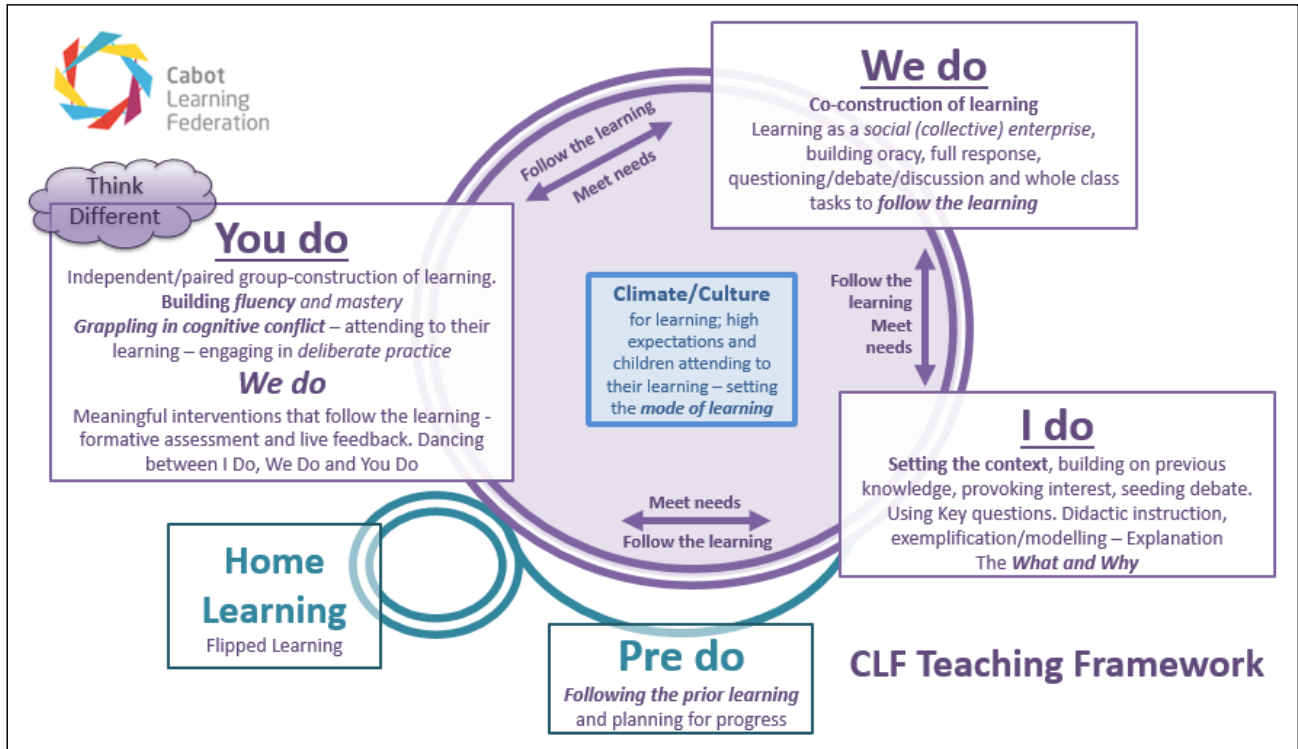 Cabot
Learning
Federation
Think
Different
You do
Independent/paired group-construction of learning.
Building fluency and mastery
Grappling in cognitive conflict – attending to their
learning – engaging in deliberate practice
We do
Meaningful interventions that follow the learning -
formative assessment and live feedback. Dancing
between I Do, We Do and You Do
Follow the learning
Meet needs
We do
Co-construction of learning
Learning as a social (collective) enterprise,
building oracy, full response,
questioning/debate/discussion and whole class
tasks to follow the learning
Climate/Culture
for learning; high
expectations and
children attending to
their learning – setting
the mode of learning
Follow the
learning
Meet
needs
I do
Setting the context, building on previous
knowledge, provoking interest, seeding debate.
Using Key questions. Didactic instruction,
exemplification/modelling – Explanation
The What and Why
Meet needs
Follow the learning
Home
Learning
Flipped Learning
Pre do
Following the prior learning
and planning for progress
CLF Teaching Framework